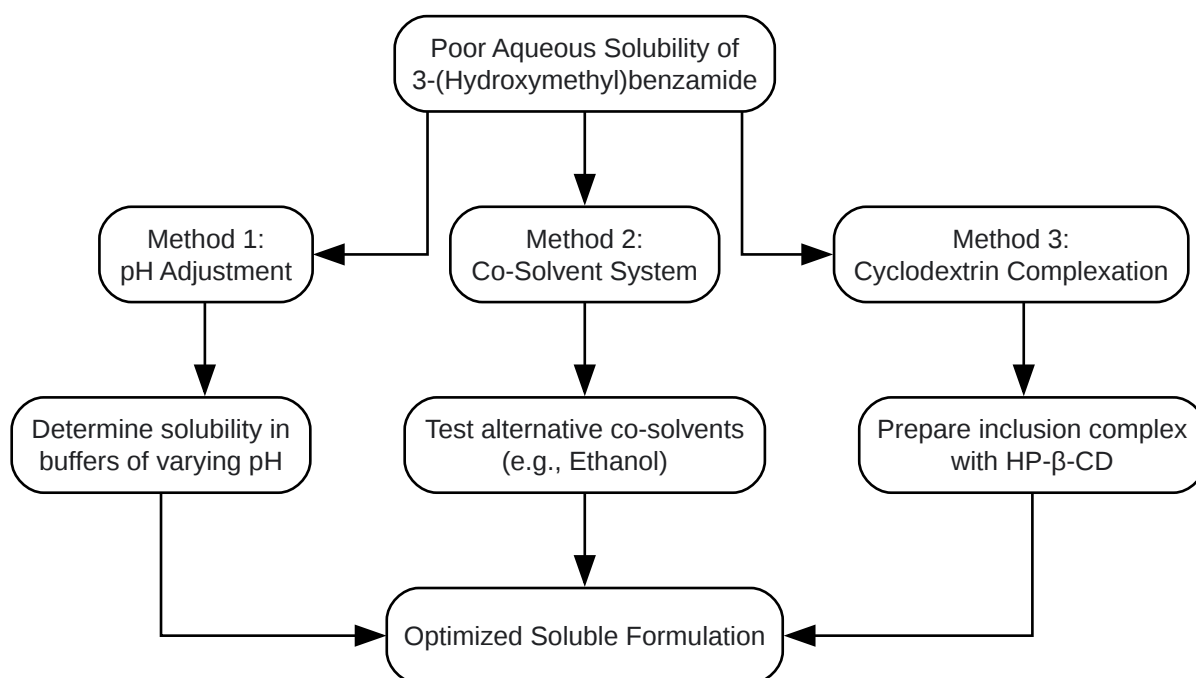 Poor Aqueous Solubility of
3-(Hydroxymethyl)benzamide
Method 1:
pH Adjustment
Method 2:
Co-Solvent System
Method 3:
Cyclodextrin Complexation
Determine solubility in
buffers of varying pH
Test alternative co-solvents
(e.g., Ethanol)
Prepare inclusion complex
with HP-β-CD
Optimized Soluble Formulation